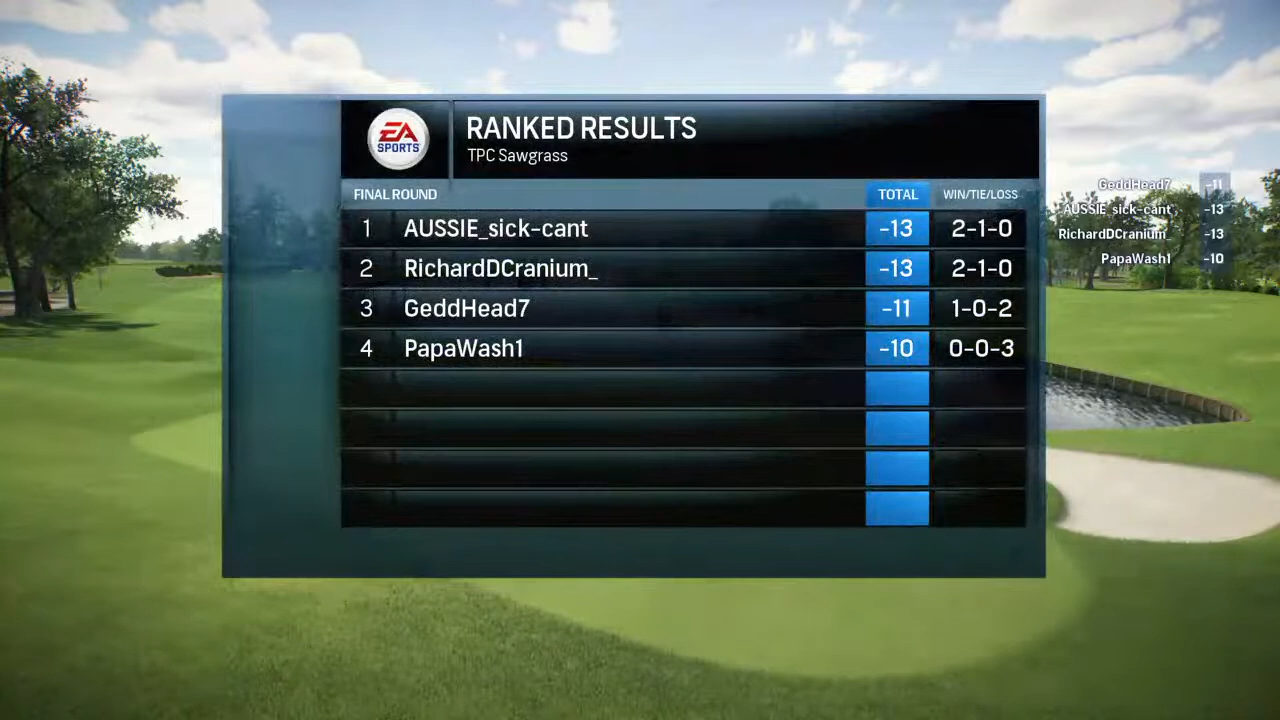 EA
SPORTS
RANKED RESULTS
TPC Sawgrass
FINAL ROUND TOTAL WIN/TIE/LOSS
1 AUSSIE_sick-cant -13 2-1-0
2 RichardDCranium_ -13 2-1-0
3 GeddHead7 -11 1-0-2
4 PapaWash1 -10 0-0-3
GeddHead7 -11
AUSSIE_sick-cant -13
RichardDCranium_ -13
PapaWash1 -10